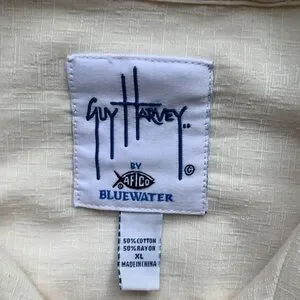 Guy Harvey
BY
AFTCO
BLUEWATER
50%COTTON
50%RAYON
XL
MADE IN CHINA